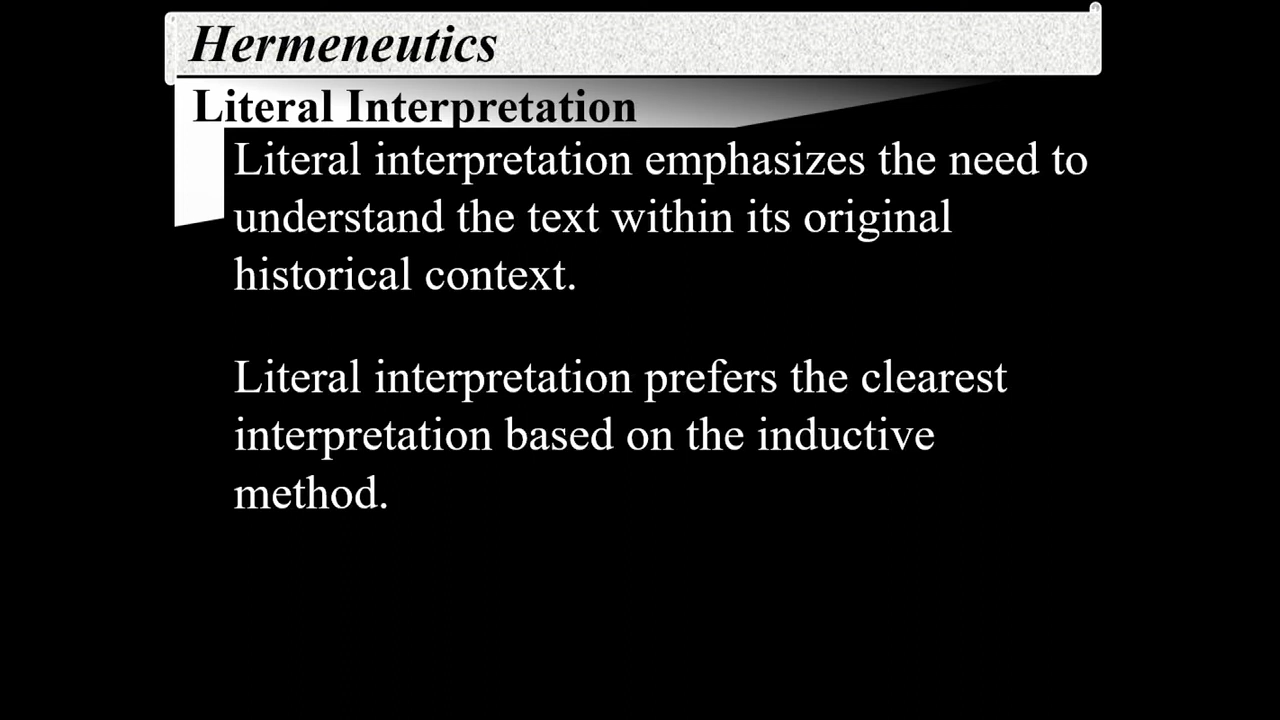 Hermeneutics
Literal Interpretation
Literal interpretation emphasizes the need to
understand the text within its original
historical context.
Literal interpretation prefers the clearest
interpretation based on the inductive
method.